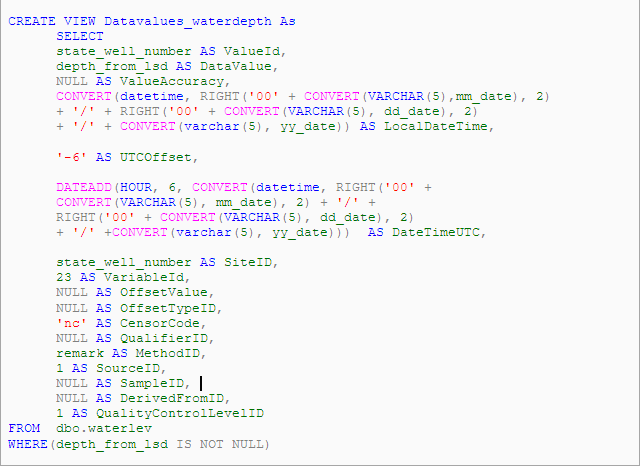 CREATE VIEW Datavalues_waterdepth As
SELECT
state_well_number AS ValueId,
depth_from_lsd AS DataValue,
NULL AS ValueAccuracy,
CONVERT(datetime, RIGHT('00' + CONVERT(VARCHAR(5),mm_date), 2)
+ '/' + RIGHT('00' + CONVERT(VARCHAR(5), dd_date), 2)
+ '/' + CONVERT(varchar(5), yy_date)) AS LocalDateTime,
'-6' AS UTCOffset,
DATEADD(HOUR, 6, CONVERT(datetime, RIGHT('00' +
CONVERT(VARCHAR(5), mm_date), 2) + '/' +
RIGHT('00' + CONVERT(VARCHAR(5), dd_date), 2)
+ '/' +CONVERT(varchar(5), yy_date)))  AS DateTimeUTC,
state_well_number AS SiteID,
23 AS VariableId,
NULL AS OffsetValue,
NULL AS OffsetTypeID,
'nc' AS CensorCode,
NULL AS QualifierID,
remark AS MethodID,
1 AS SourceID,
NULL AS SampleID,
NULL AS DerivedFromID,
1 AS QualityControlLevelID
FROM  dbo.waterlev
WHERE(depth_from_lsd IS NOT NULL)